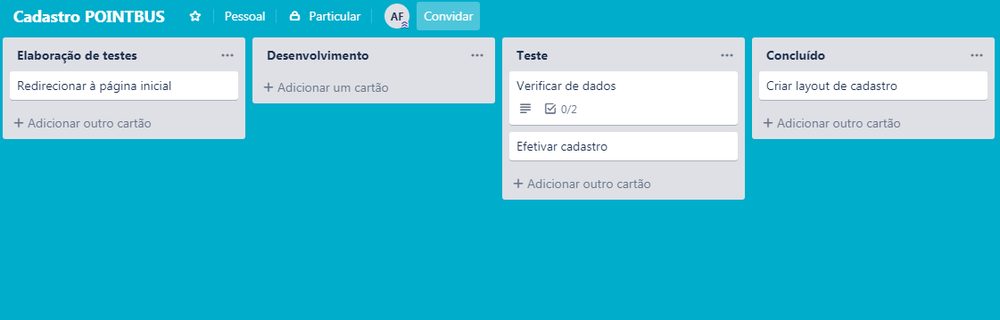 Cadastro POINTBUS Pessoal Particular AF Convidar
Elaboração de testes
Redirecionar à página inicial
+ Adicionar outro cartão
Desenvolvimento
+ Adicionar um cartão
Teste
Verificar de dados
0/2
Efetivar cadastro
+ Adicionar outro cartão
Concluído
Criar layout de cadastro
+ Adicionar outro cartão